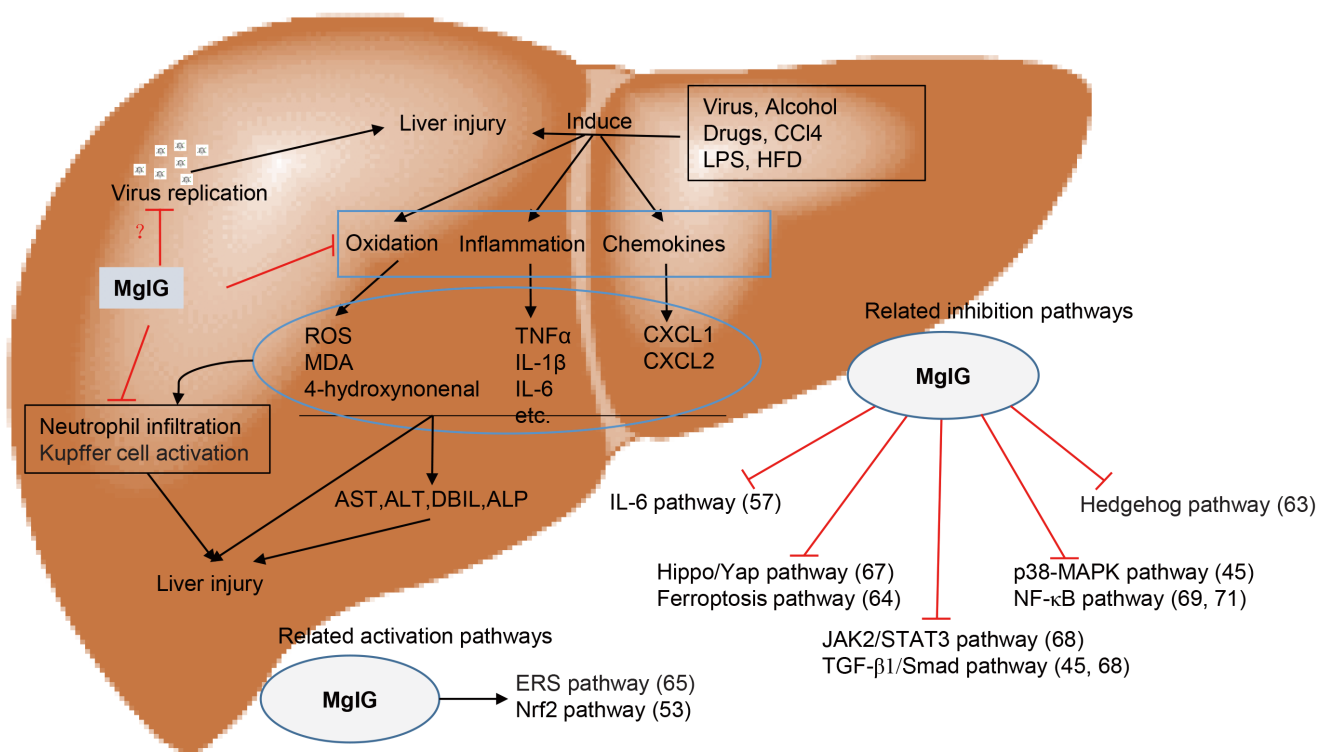 Liver injury
Induce
Virus, Alcohol
Drugs, CCl4
LPS, HFD
Virus replication
?
MgIG
Oxidation
Inflammation
Chemokines
ROS
MDA
4-hydroxynonenal
TNFα
IL-1β
IL-6
etc.
CXCL1
CXCL2
Neutrophil infiltration
Kupffer cell activation
AST,ALT,DBIL,ALP
Liver injury
Related inhibition pathways
MgIG
IL-6 pathway (57)
Hedgehog pathway (63)
Hippo/Yap pathway (67)
Ferroptosis pathway (64)
p38-MAPK pathway (45)
NF-κB pathway (69, 71)
JAK2/STAT3 pathway (68)
TGF-β1/Smad pathway (45, 68)
Related activation pathways
MgIG
ERS pathway (65)
Nrf2 pathway (53)